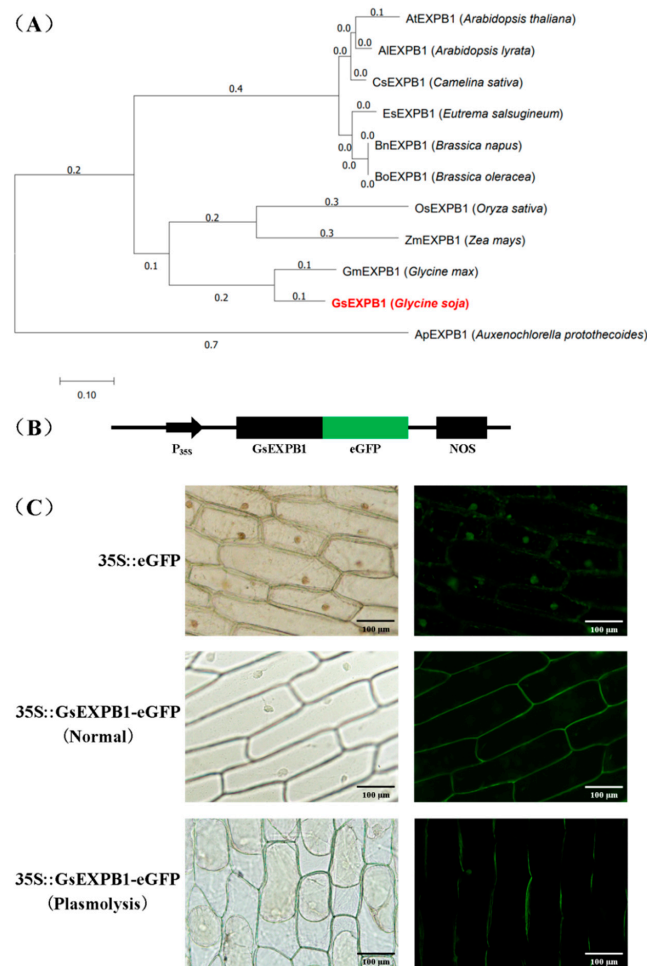 (A)
0.1
AtEXPB1 (Arabidopsis thaliana)
0.0
0.0
0.0
AlEXPB1 (Arabidopsis lyrata)
0.0
0.0
CsEXPB1 (Camelina sativa)
0.4
0.0
EsEXPB1 (Eutrema salsugineum)
0.0
0.0
0.0
BnEXPB1 (Brassica napus)
0.0
BoEXPB1 (Brassica oleracea)
0.0
0.2
0.3
OsEXPB1 (Oryza sativa)
0.2
0.3
ZmEXPB1 (Zea mays)
0.1
0.1
GmEXPB1 (Glycine max)
0.2
0.1
GsEXPB1 (Glycine soja)
0.7
ApEXPB1 (Auxenochlorella protothecoides)
0.10
(B)
P35S
GsEXPB1
eGFP
NOS
(C)
35S::eGFP
100 μm
100 μm
35S::GsEXPB1-eGFP
(Normal)
100 μm
100 μm
35S::GsEXPB1-eGFP
(Plasmolysis)
100 μm
100 μm